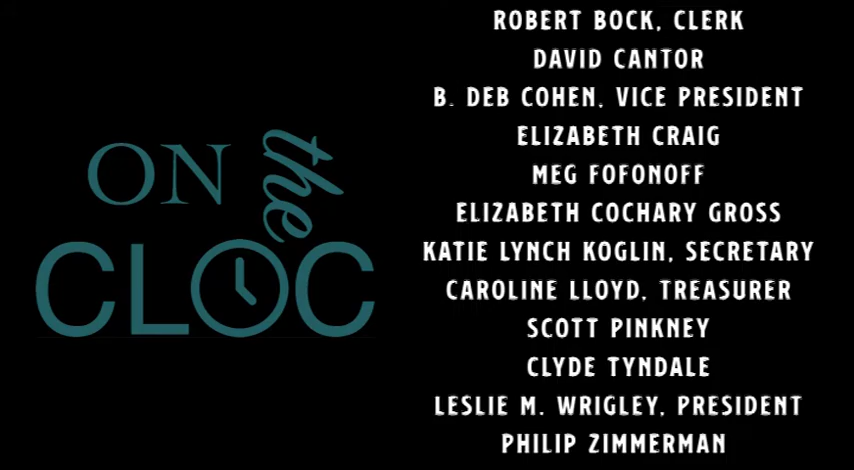 ON the
CLOC
ROBERT BOCK, CLERK
DAVID CANTOR
B. DEB COHEN, VICE PRESIDENT
ELIZABETH CRAIG
MEG FOFONOFF
ELIZABETH COCHARY GROSS
KATIE LYNCH KOGLIN, SECRETARY
CAROLINE LLOYD, TREASURER
SCOTT PINKNEY
CLYDE TYNDALE
LESLIE M. WRIGLEY, PRESIDENT
PHILIP ZIMMERMAN